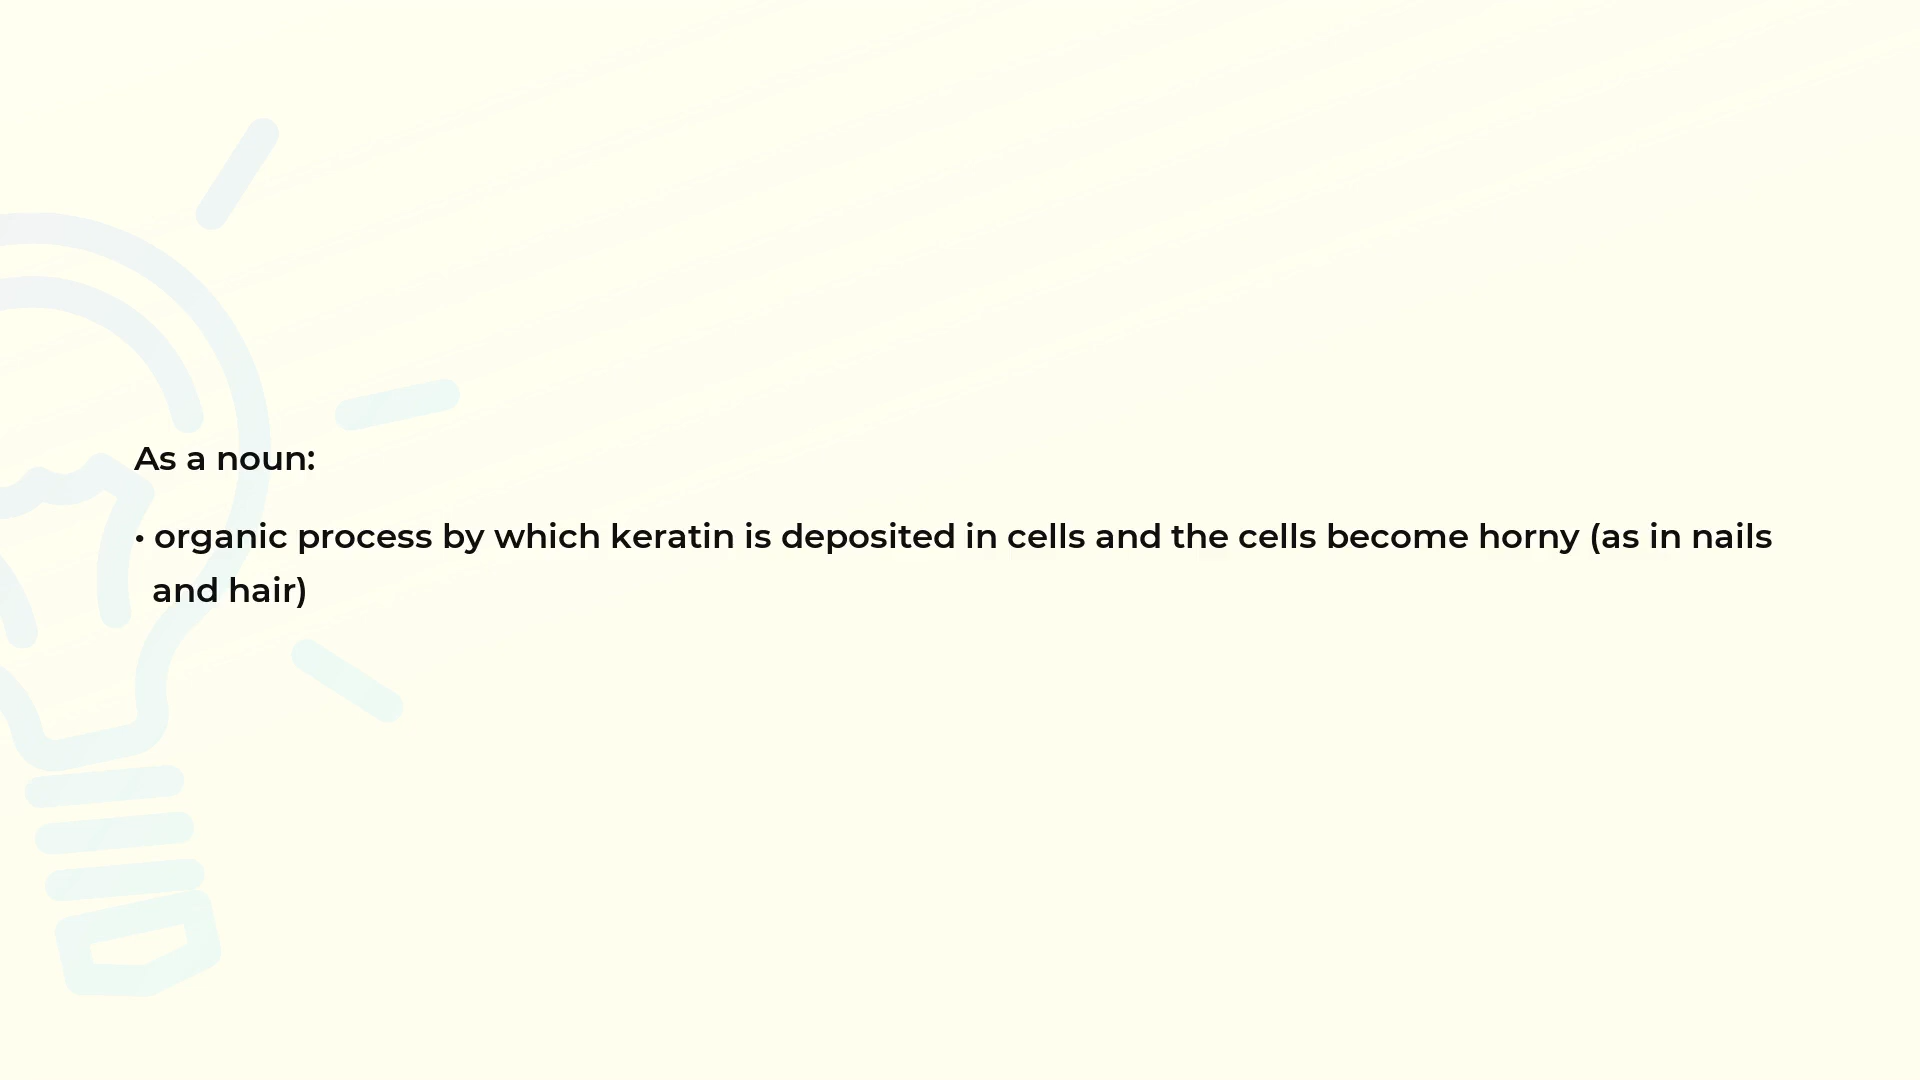 As a noun:
• organic process by which keratin is deposited in cells and the cells become horny (as in nails
and hair)